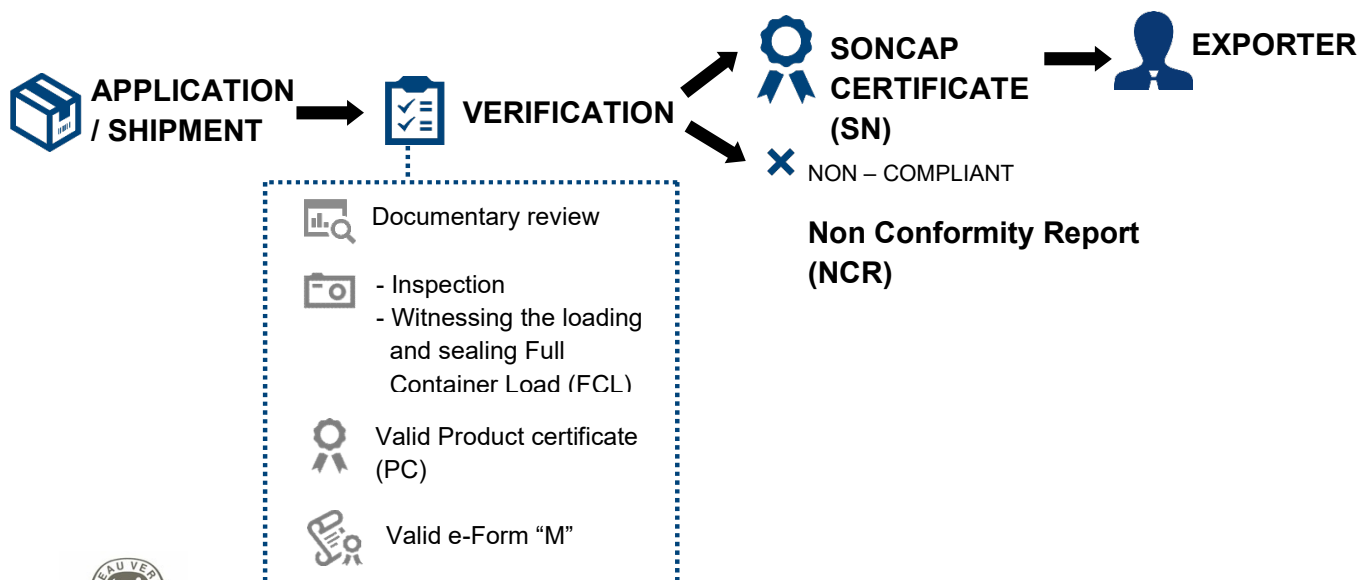 APPLICATION
/ SHIPMENT
VERIFICATION
SONCAP
CERTIFICATE
(SN)
EXPORTER
NON – COMPLIANT
Non Conformity Report
(NCR)
Documentary review
- Inspection
- Witnessing the loading
and sealing Full
Container Load (FCL)
Valid Product certificate
(PC)
Valid e-Form “M”